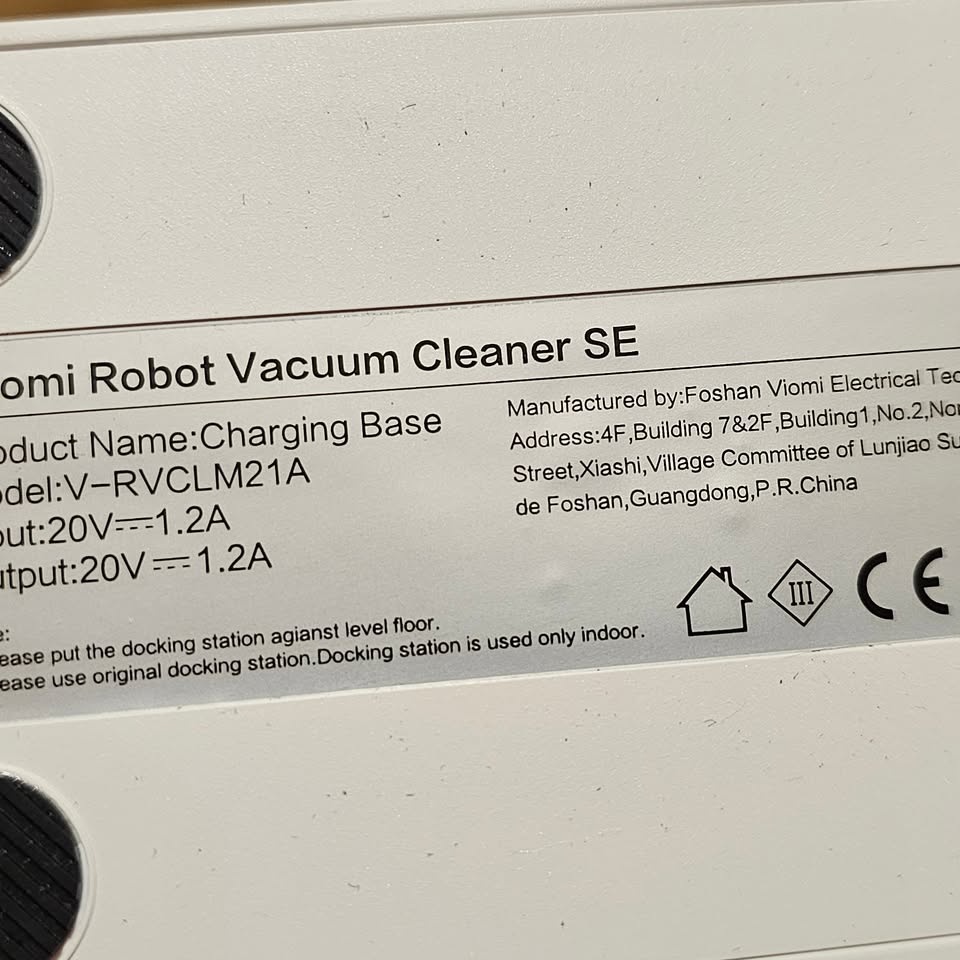 omi Robot Vacuum Cleaner SE
oduct Name:Charging Base
odel:V-RVCLM21A
out:20V⎓1.2A
utput:20V⎓1.2A
e:
ease put the docking station agianst level floor.
ease use original docking station.Docking station is used only indoor.
Manufactured by:Foshan Viomi Electrical Tec
Address:4F,Building 7&2F,Building1,No.2,Nor
Street,Xiashi,Village Committee of Lunjiao Su
de Foshan,Guangdong,P.R.China
III CE